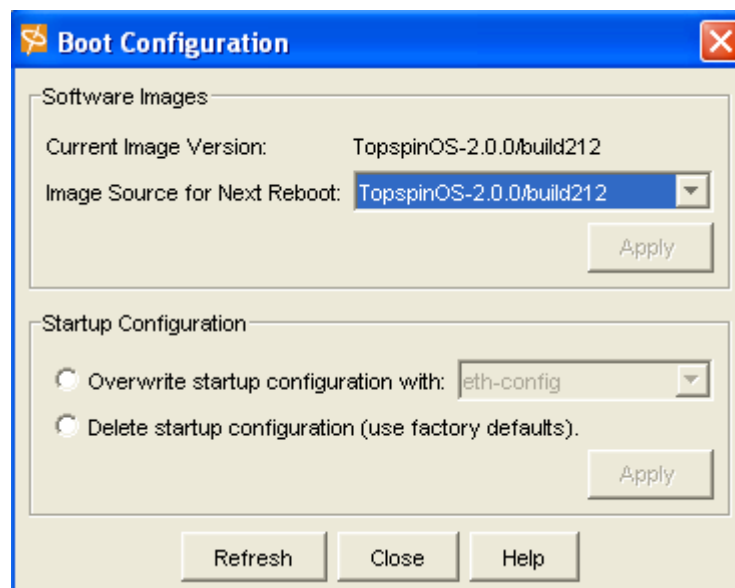 Boot Configuration
Software Images
Current Image Version: TopspinOS-2.0.0/build212
Image Source for Next Reboot: TopspinOS-2.0.0/build212
Apply
Startup Configuration
Overwrite startup configuration with: eth-config
Delete startup configuration (use factory defaults).
Apply
Refresh Close Help